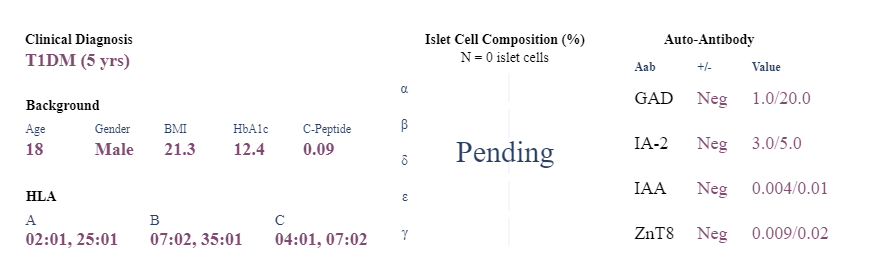 Clinical Diagnosis
T1DM (5 yrs)
Background
Age Gender BMI HbA1c C-Peptide
18 Male 21.3 12.4 0.09
HLA
A B C
02:01, 25:01 07:02, 35:01 04:01, 07:02
Islet Cell Composition (%)
N = 0 islet cells
α
β
δ
ε
γ
Pending
Auto-Antibody
Aab +/- Value
GAD Neg 1.0/20.0
IA-2 Neg 3.0/5.0
IAA Neg 0.004/0.01
ZnT8 Neg 0.009/0.02